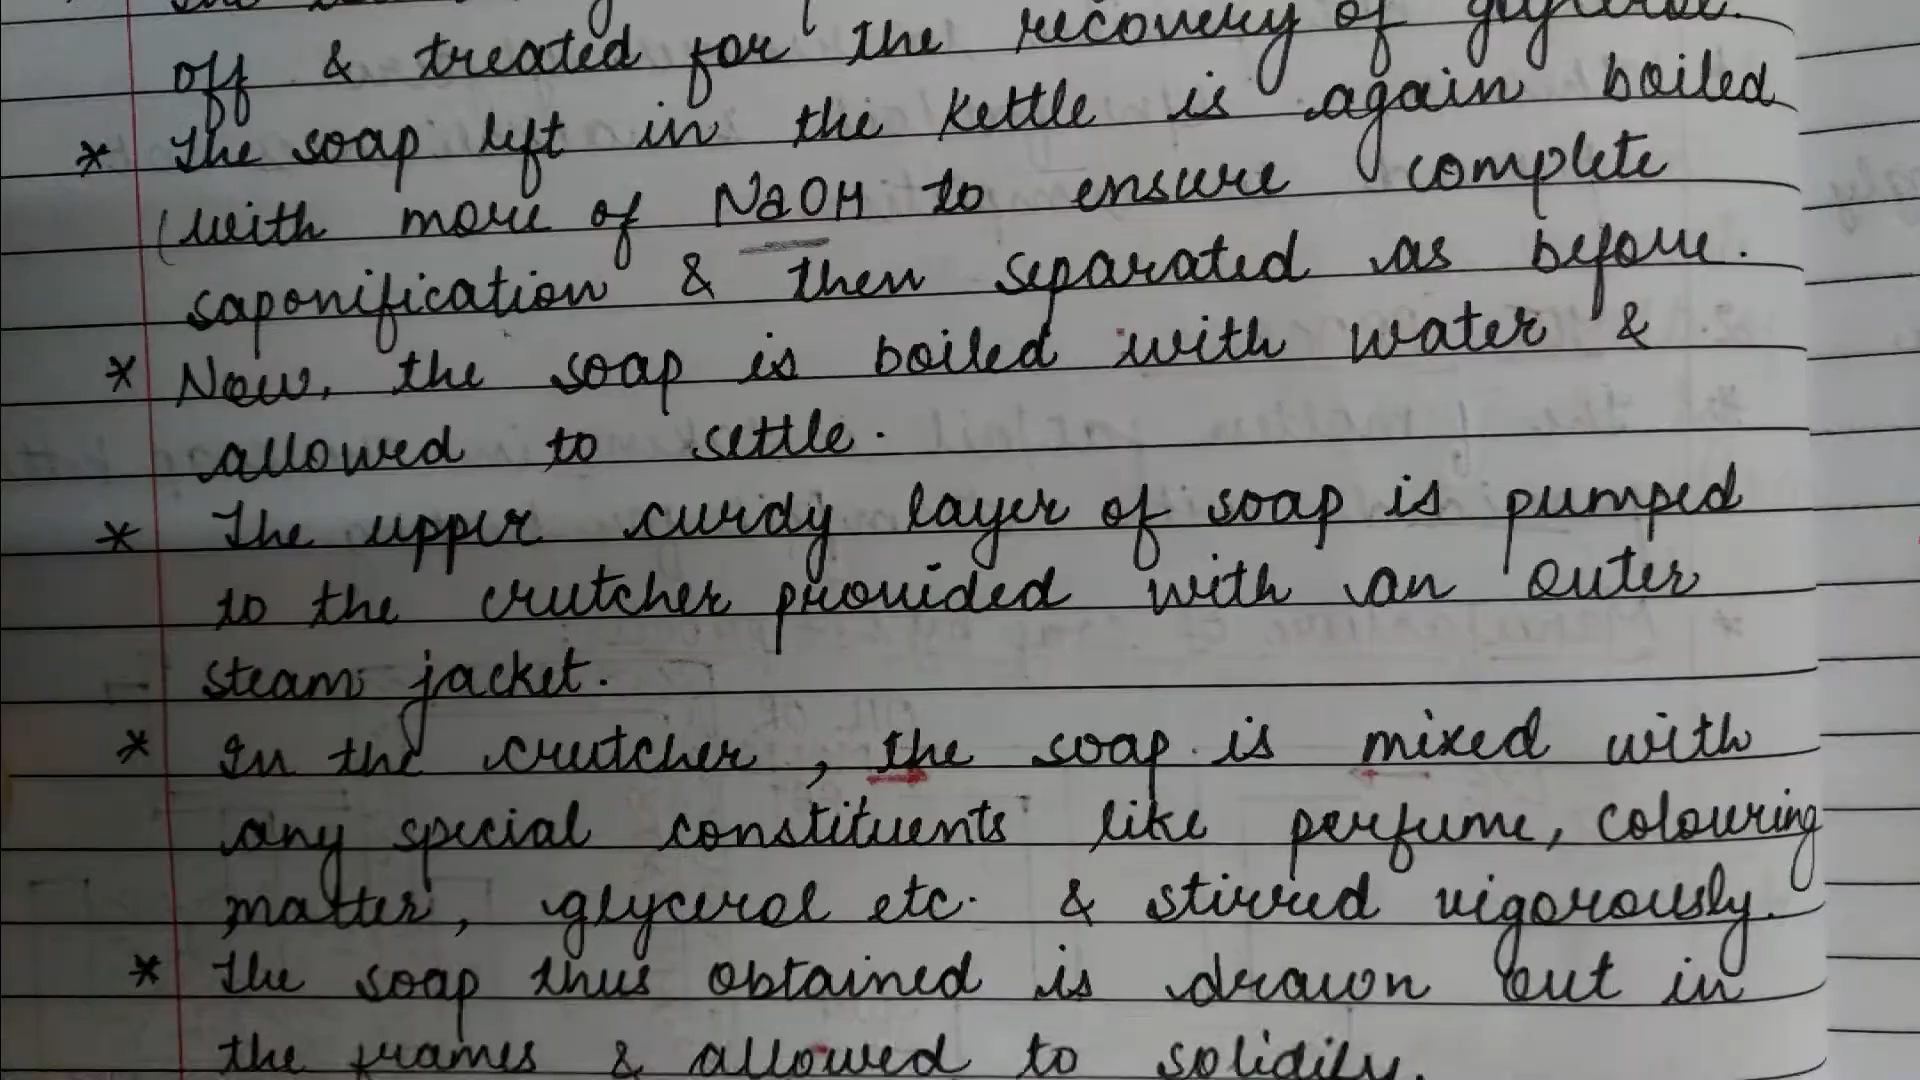 off & treated for the recovery of glycerol.
* The soap left in the kettle is again boiled
with more of NaOH to ensure complete
saponification & then separated as before.
* Now, the soap is boiled with water &
allowed to settle.
* The upper curdy layer of soap is pumped
to the crutcher provided with an outer
steam jacket.
* In the crutcher, the soap is mixed with
any special constituents like perfume, colouring
matter, glycerol etc. & stirred vigorously.
* The soap thus obtained is drawn out in
the frames & allowed to solidify.